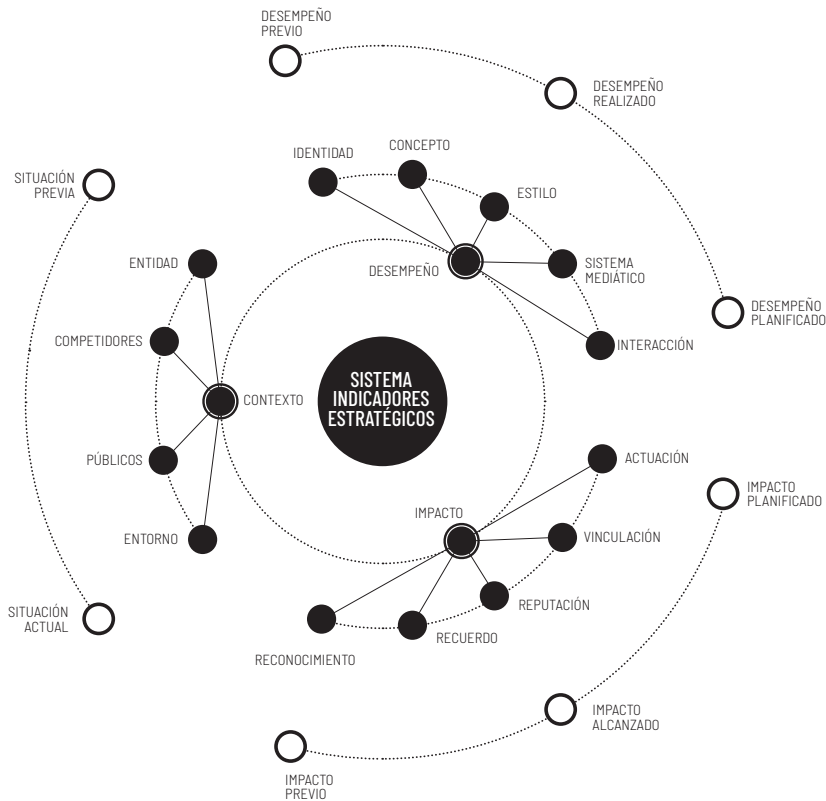 DESEMPEÑO
PREVIO
DESEMPEÑO
REALIZADO
CONCEPTO
IDENTIDAD
SITUACIÓN
PREVIA
ESTILO
ENTIDAD
DESEMPEÑO
SISTEMA
MEDIÁTICO
DESEMPEÑO
PLANIFICADO
COMPETIDORES
INTERACCIÓN
SISTEMA
INDICADORES
ESTRATÉGICOS
CONTEXTO
PÚBLICOS
ACTUACIÓN
IMPACTO
PLANIFICADO
IMPACTO
ENTORNO
VINCULACIÓN
SITUACIÓN
ACTUAL
REPUTACIÓN
RECUERDO
RECONOCIMIENTO
IMPACTO
ALCANZADO
IMPACTO
PREVIO